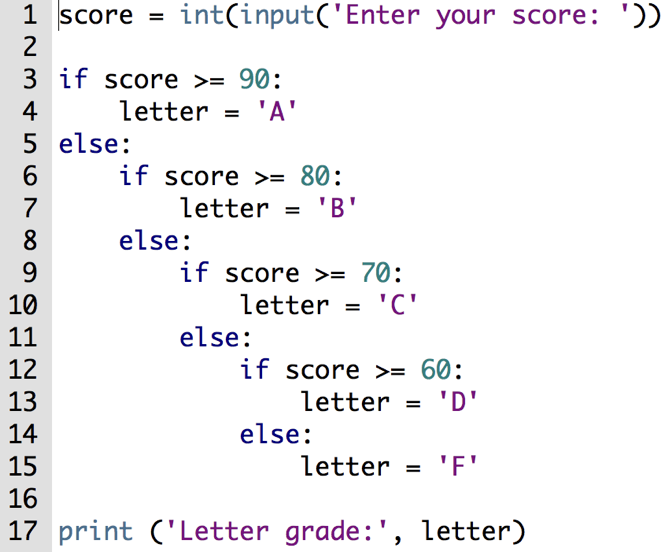 1 score = int(input('Enter your score: '))
2
3 if score >= 90:
4     letter = 'A'
5 else:
6     if score >= 80:
7         letter = 'B'
8     else:
9         if score >= 70:
10             letter = 'C'
11         else:
12             if score >= 60:
13                 letter = 'D'
14             else:
15                 letter = 'F'
16
17 print ('Letter grade:', letter)